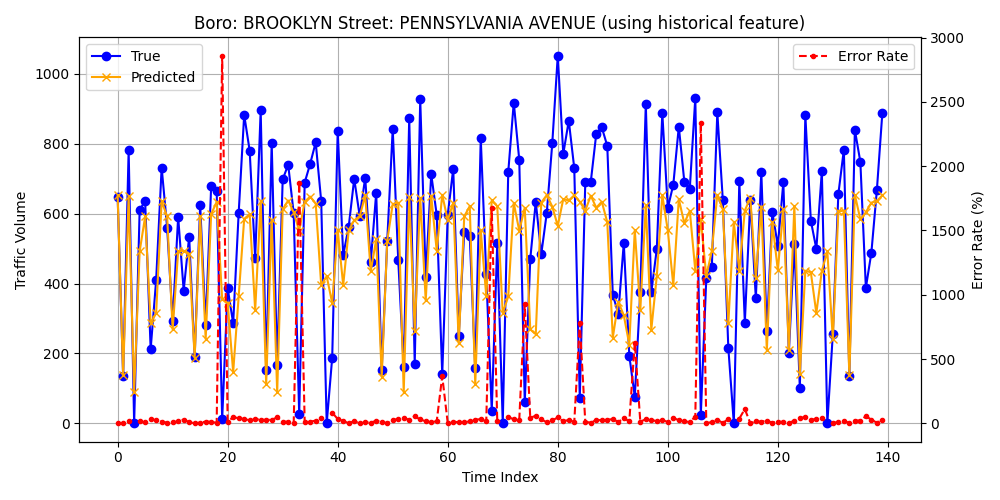 Boro: BROOKLYN Street: PENNSYLVANIA AVENUE (using historical feature)
True
Predicted
Error Rate
Traffic Volume
0
200
400
600
800
1000
0
500
1000
1500
2000
2500
3000
Error Rate (%)
0 20 40 60 80 100 120 140
Time Index